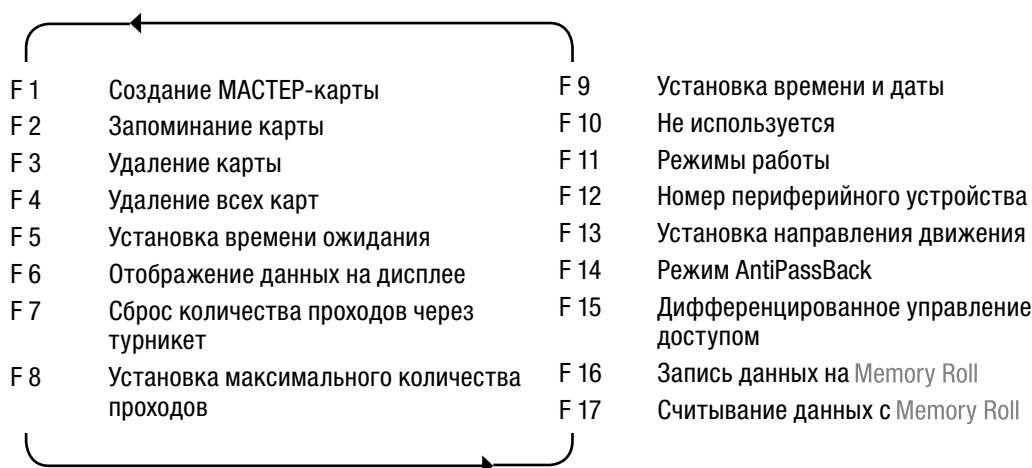 F 1 Создание МАСТЕР-карты
F 2 Запоминание карты
F 3 Удаление карты
F 4 Удаление всех карт
F 5 Установка времени ожидания
F 6 Отображение данных на дисплее
F 7 Сброс количества проходов через
турникет
F 8 Установка максимального количества
проходов
F 9 Установка времени и даты
F 10 Не используется
F 11 Режимы работы
F 12 Номер периферийного устройства
F 13 Установка направления движения
F 14 Режим AntiPassBack
F 15 Дифференцированное управление
доступом
F 16 Запись данных на Memory Roll
F 17 Считывание данных с Memory Roll